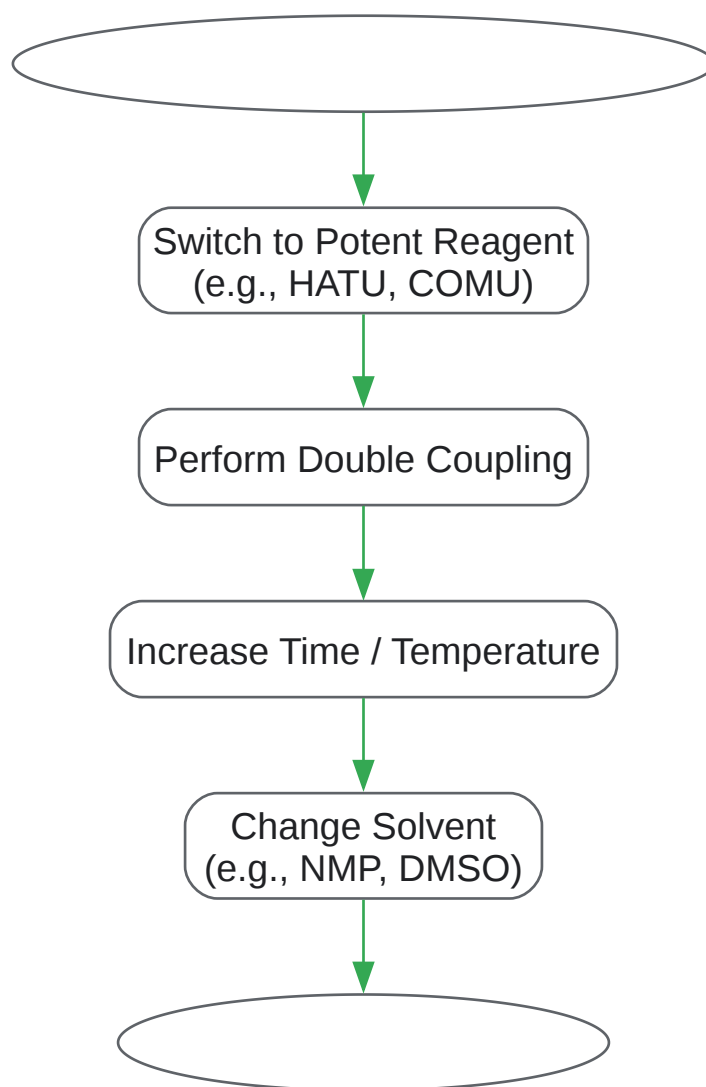 Switch to Potent Reagent
(e.g., HATU, COMU)
Perform Double Coupling
Increase Time / Temperature
Change Solvent
(e.g., NMP, DMSO)